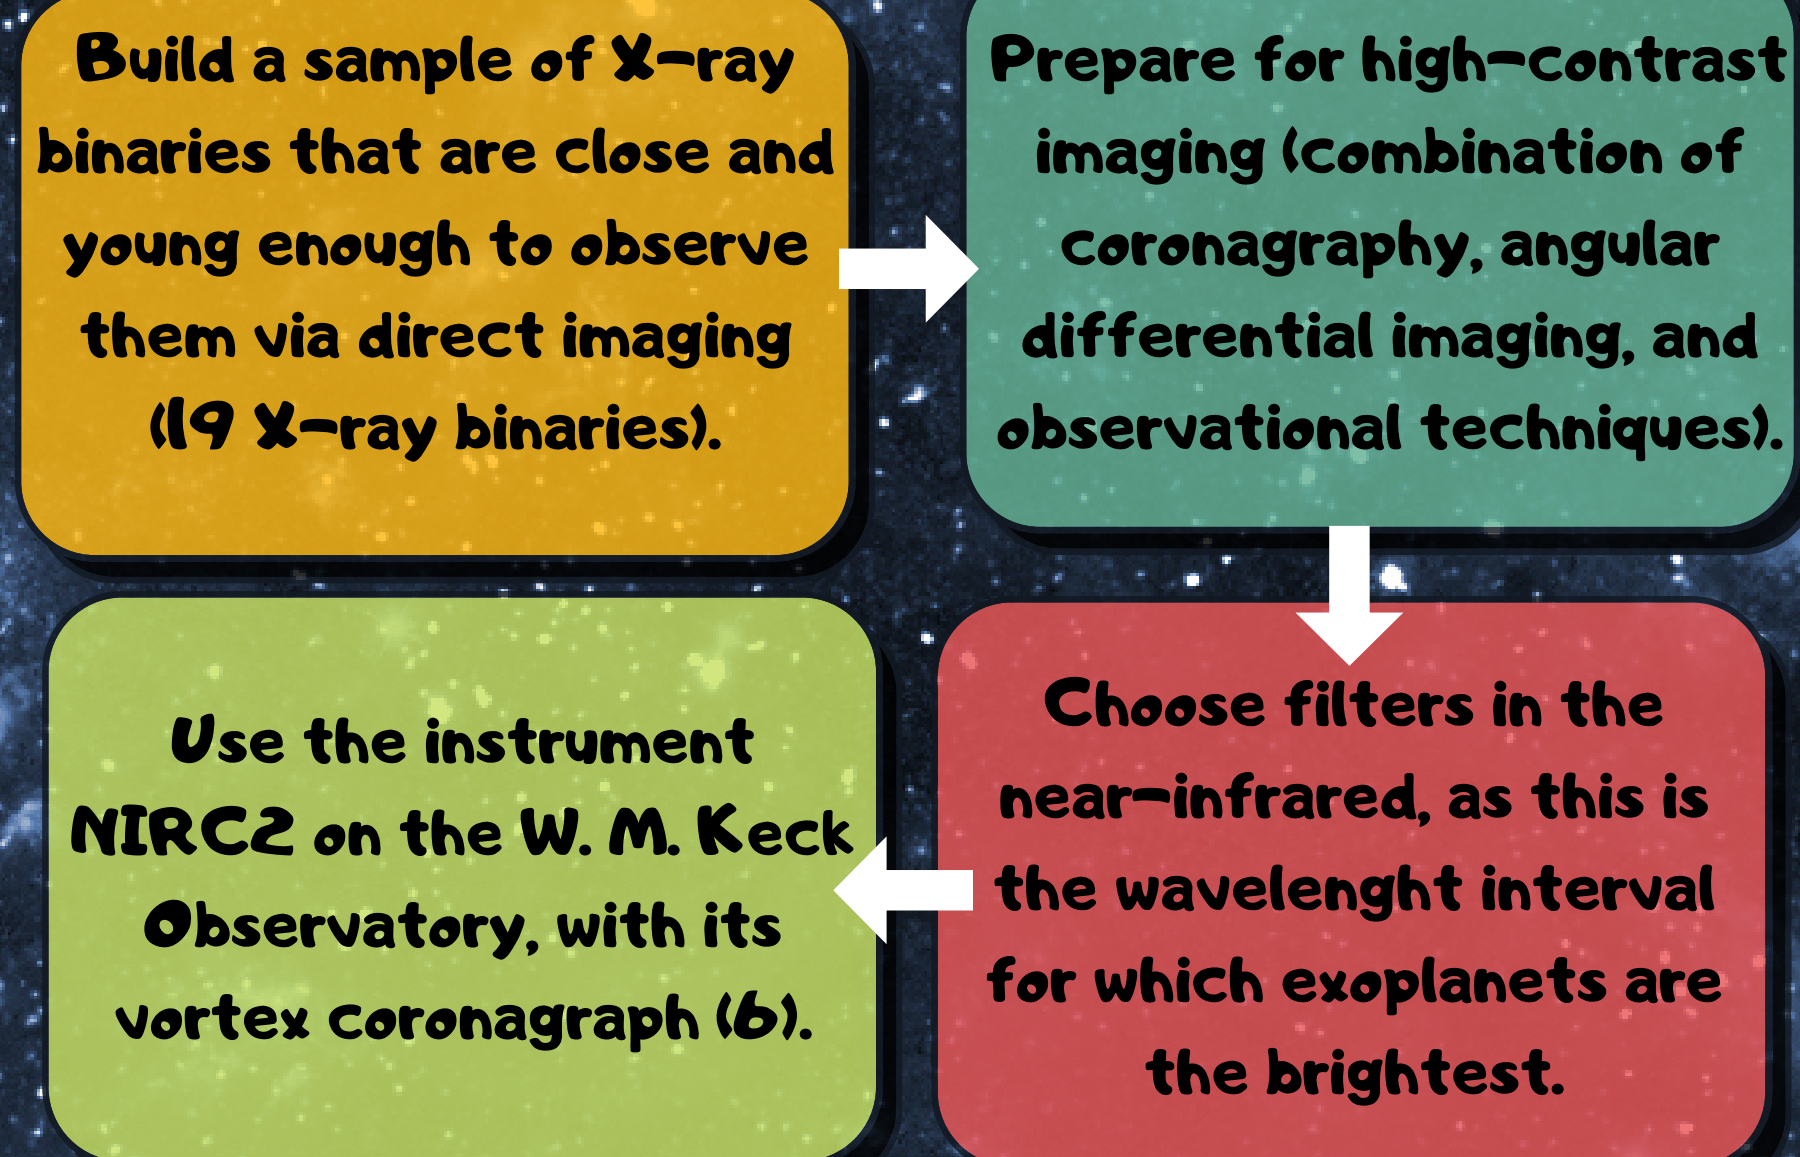 Build a sample of X-ray
binaries that are close and
young enough to observe
them via direct imaging
(19 X-ray binaries).
Prepare for high-contrast
imaging (combination of
coronagraphy, angular
differential imaging, and
observational techniques).
Choose filters in the
near-infrared, as this is
the wavelenght interval
for which exoplanets are
the brightest.
Use the instrument
NIRC2 on the W. M. Keck
Observatory, with its
vortex coronagraph (6).